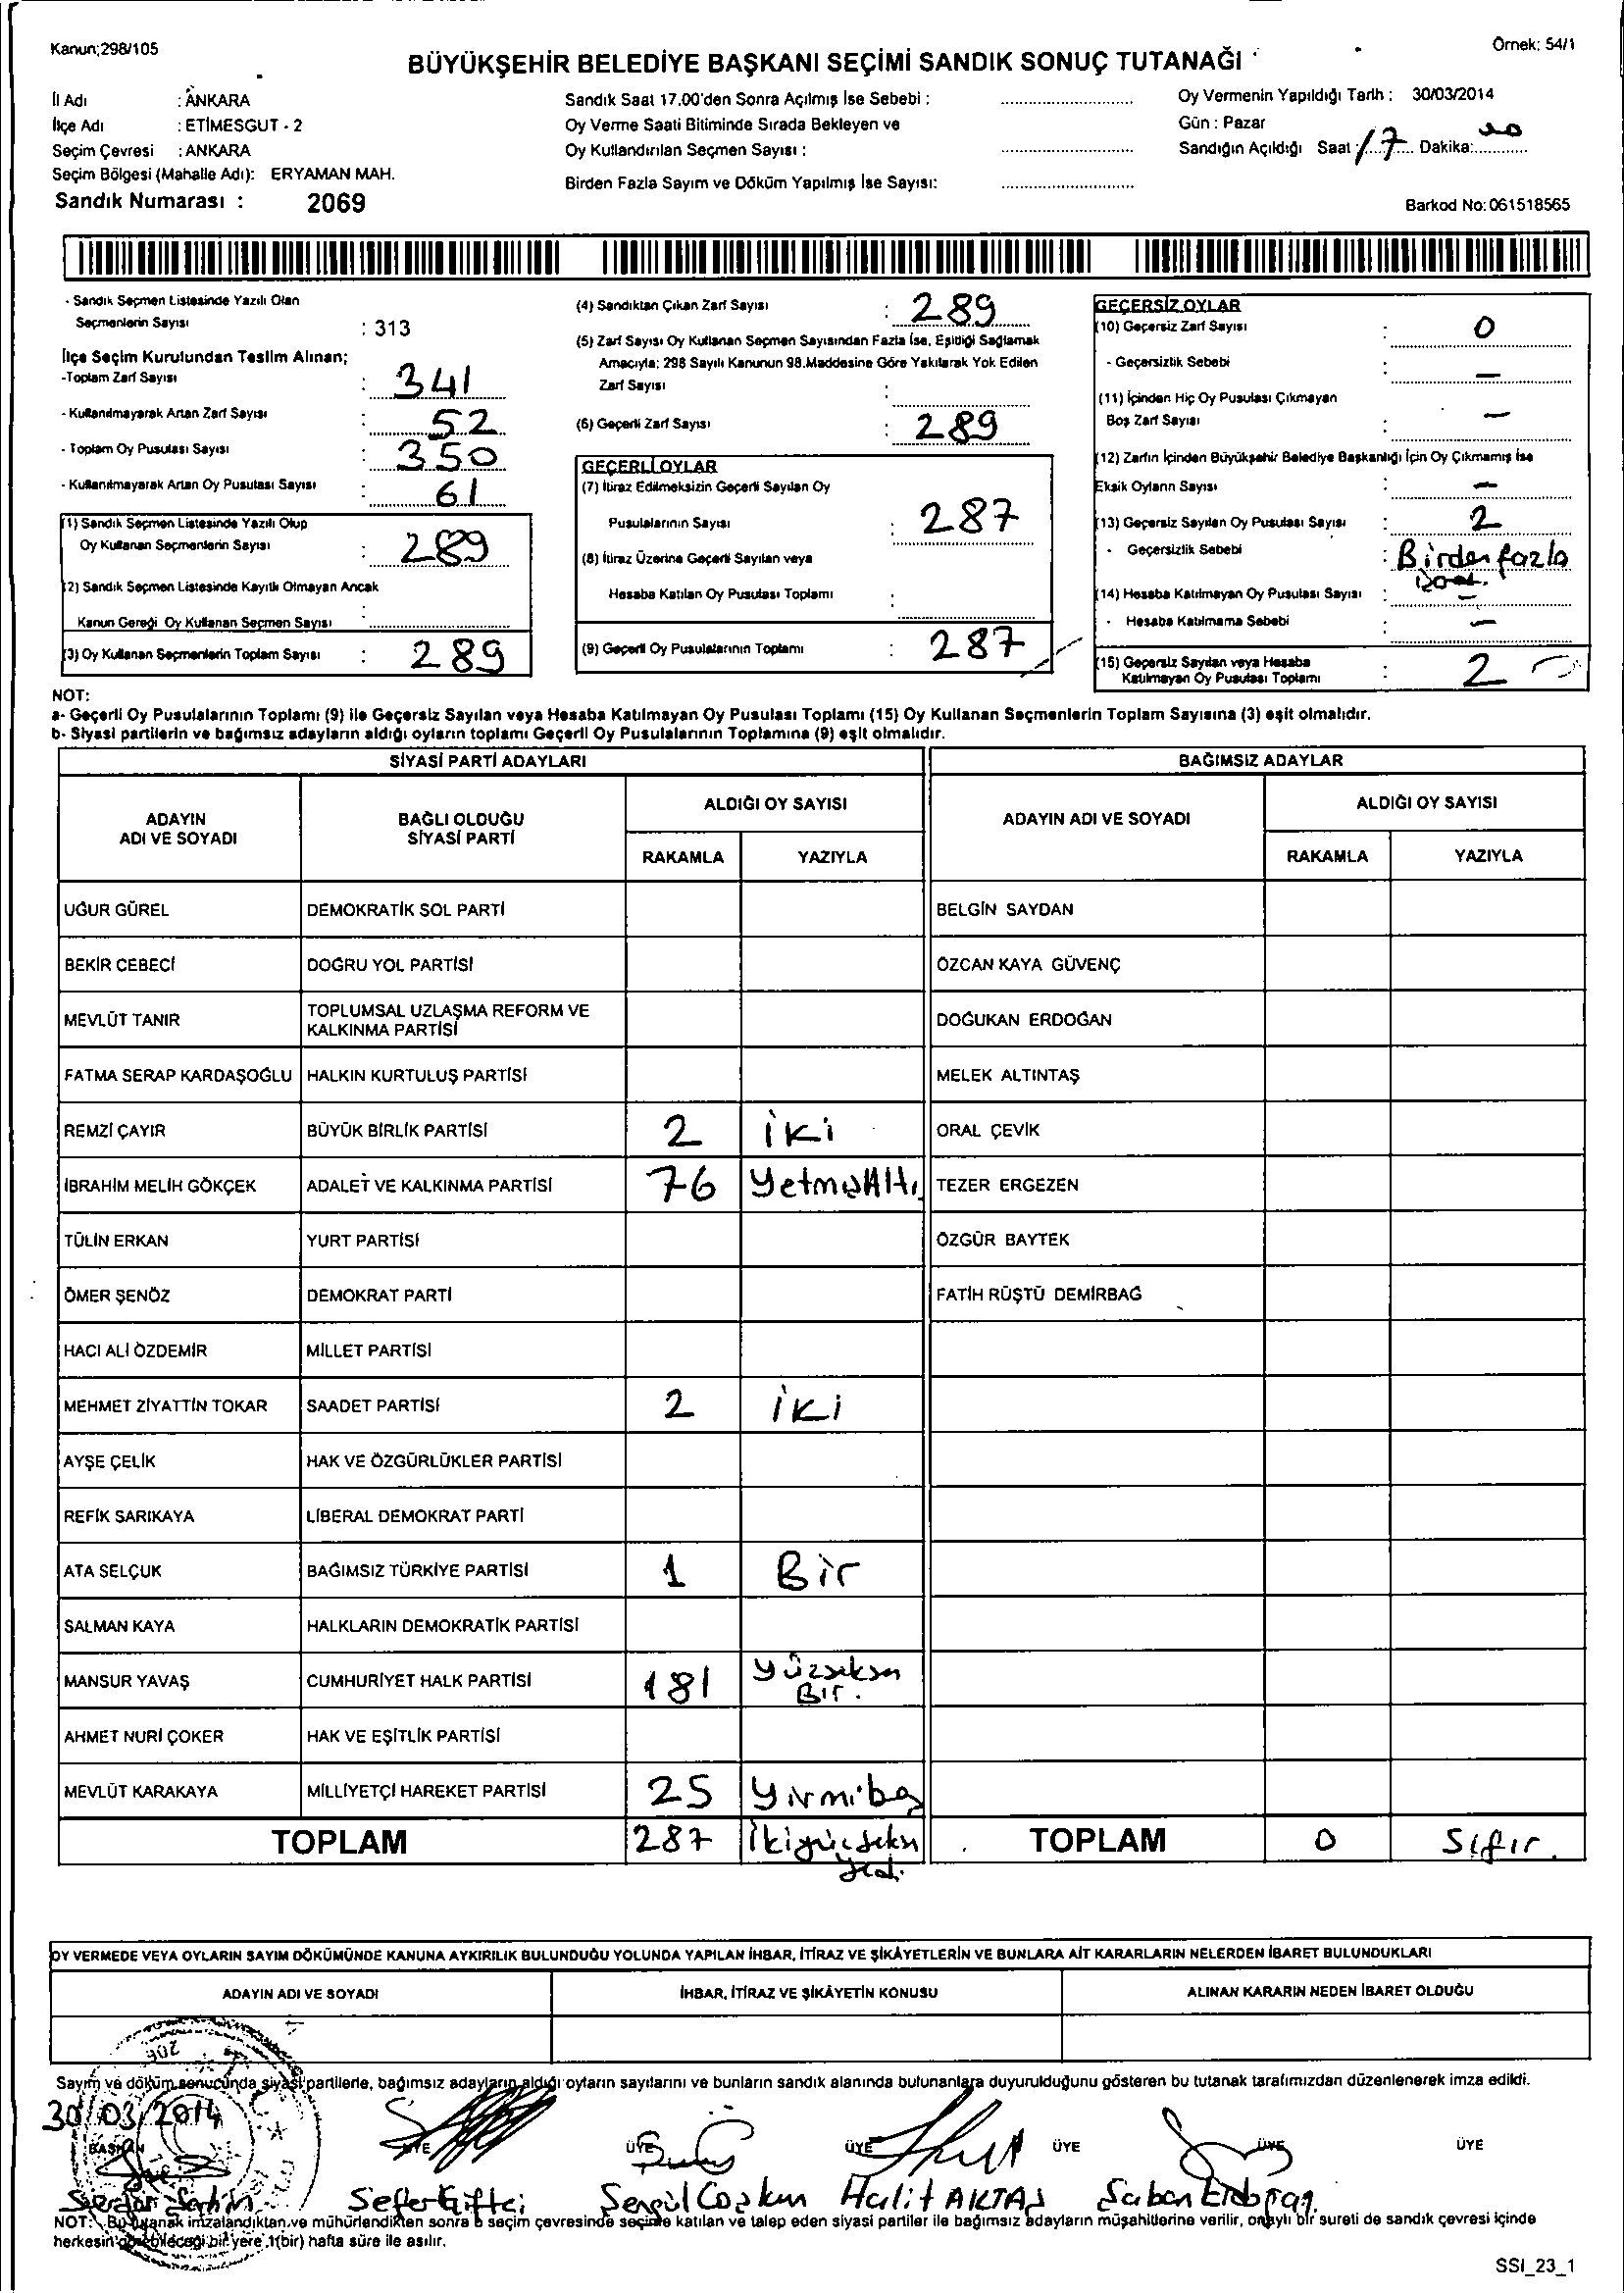 Kanun;298/105
Örnek: 54/1
BÜYÜKŞEHİR BELEDİYE BAŞKANI SEÇİMİ SANDIK SONUÇ TUTANAĞI
İl Adı : ANKARA
İlçe Adı : ETİMESGUT - 2
Seçim Çevresi : ANKARA
Seçim Bölgesi (Mahalle Adı): ERYAMAN MAH.
Sandık Numarası : 2069
Sandık Saat 17.00'den Sonra Açılmış İse Sebebi :
Oy Verme Saati Bitiminde Sırada Bekleyen ve
Oy Kullandırılan Seçmen Sayısı :
Birden Fazla Sayım ve Döküm Yapılmış İse Sayısı:
Oy Vermenin Yapıldığı Tarih : 30/03/2014
Gün : Pazar
Sandığın Açıldığı Saat : 17 Dakika:
Barkod No:061518565
- Sandık Seçmen Listesinde Yazılı Olan
Seçmenlerin Sayısı : 313
İlçe Seçim Kurulundan Teslim Alınan;
-Toplam Zarf Sayısı : 341
- Kullanılmayarak Artan Zarf Sayısı : 52
- Toplam Oy Pusulası Sayısı : 350
- Kullanılmayarak Artan Oy Pusulası Sayısı : 61
(1) Sandık Seçmen Listesinde Yazılı Olup
Oy Kullanan Seçmenlerin Sayısı : 289
(2) Sandık Seçmen Listesinde Kayıtlı Olmayan Ancak
Kanun Gereği Oy Kullanan Seçmen Sayısı :
(3) Oy Kullanan Seçmenlerin Toplam Sayısı : 289
(4) Sandıktan Çıkan Zarf Sayısı : 289
(5) Zarf Sayısı Oy Kullanan Seçmen Sayısından Fazla İse, Eşitliği Sağlamak
Amacıyla; 298 Sayılı Kanunun 98.Maddesine Göre Yakılarak Yok Edilen
Zarf Sayısı :
(6) Geçerli Zarf Sayısı : 289
GEÇERLİ OYLAR
(7) İtiraz Edilmeksizin Geçerli Sayılan Oy
Pusulalarının Sayısı : 287
(8) İtiraz Üzerine Geçerli Sayılan veya
Hesaba Katılan Oy Pusulası Toplamı :
(9) Geçerli Oy Pusulalarının Toplamı : 287
GEÇERSİZ OYLAR
(10) Geçersiz Zarf Sayısı : 0
- Geçersizlik Sebebi : —
(11) İçinden Hiç Oy Pusulası Çıkmayan
Boş Zarf Sayısı : —
(12) Zarfın İçinden Büyükşehir Belediye Başkanlığı İçin Oy Çıkmamış İse
Eksik Oyların Sayısı : —
(13) Geçersiz Sayılan Oy Pusulası Sayısı : 2
- Geçersizlik Sebebi : Birden fazla
(14) Hesaba Katılmayan Oy Pusulası Sayısı : —
- Hesaba Katılmama Sebebi : —
(15) Geçersiz Sayılan veya Hesaba
Katılmayan Oy Pusulası Toplamı : 2
NOT:
a- Geçerli Oy Pusulalarının Toplamı (9) ile Geçersiz Sayılan veya Hesaba Katılmayan Oy Pusulası Toplamı (15) Oy Kullanan Seçmenlerin Toplam Sayısına (3) eşit olmalıdır.
b- Siyasi partilerin ve bağımsız adayların aldığı oyların toplamı Geçerli Oy Pusulalarının Toplamına (9) eşit olmalıdır.
SİYASİ PARTİ ADAYLARI
ADAYIN ADI VE SOYADI BAĞLI OLDUĞU SİYASİ PARTİ ALDIĞI OY SAYISI
RAKAMLA YAZIYLA
UĞUR GÜREL DEMOKRATİK SOL PARTİ
BEKİR CEBECİ DOĞRU YOL PARTİSİ
MEVLÜT TANIR TOPLUMSAL UZLAŞMA REFORM VE KALKINMA PARTİSİ
FATMA SERAP KARDAŞOĞLU HALKIN KURTULUŞ PARTİSİ
REMZİ ÇAYIR BÜYÜK BİRLİK PARTİSİ 2 iki
İBRAHİM MELİH GÖKÇEK ADALET VE KALKINMA PARTİSİ 76 YetmişAltı
TÜLİN ERKAN YURT PARTİSİ
ÖMER ŞENÖZ DEMOKRAT PARTİ
HACI ALİ ÖZDEMİR MİLLET PARTİSİ
MEHMET ZİYATTİN TOKAR SAADET PARTİSİ 2 iki
AYŞE ÇELİK HAK VE ÖZGÜRLÜKLER PARTİSİ
REFİK SARIKAYA LİBERAL DEMOKRAT PARTİ
ATA SELÇUK BAĞIMSIZ TÜRKİYE PARTİSİ 1 Bir
SALMAN KAYA HALKLARIN DEMOKRATİK PARTİSİ
MANSUR YAVAŞ CUMHURİYET HALK PARTİSİ 181 Yüzseksen Bir.
AHMET NURİ ÇOKER HAK VE EŞİTLİK PARTİSİ
MEVLÜT KARAKAYA MİLLİYETÇİ HAREKET PARTİSİ 25 Yirmibeş
TOPLAM 287 İkiyüzseksen yedi
BAĞIMSIZ ADAYLAR
ADAYIN ADI VE SOYADI ALDIĞI OY SAYISI
RAKAMLA YAZIYLA
BELGİN SAYDAN
ÖZCAN KAYA GÜVENÇ
DOĞUKAN ERDOĞAN
MELEK ALTINTAŞ
ORAL ÇEVİK
TEZER ERGEZEN
ÖZGÜR BAYTEK
FATİH RÜŞTÜ DEMİRBAĞ
TOPLAM 0 Sıfır.
OY VERMEDE VEYA OYLARIN SAYIM DÖKÜMÜNDE KANUNA AYKIRILIK BULUNDUĞU YOLUNDA YAPILAN İHBAR, İTİRAZ VE ŞİKÂYETLERİN VE BUNLARA AİT KARARLARIN NELERDEN İBARET BULUNDUKLARI
ADAYIN ADI VE SOYADI İHBAR, İTİRAZ VE ŞİKÂYETİN KONUSU ALINAN KARARIN NEDEN İBARET OLDUĞU
Sayım ve döküm sonucunda siyasi partilerle, bağımsız adayların aldığı oyların sayılarını ve bunların sandık alanında bulunanlara duyurulduğunu gösteren bu tutanak tarafımızdan düzenlenerek imza edildi.
30/03/2014
BAŞKAN ÜYE ÜYE ÜYE ÜYE ÜYE ÜYE
Serdar Şahin Sefer Çiftçi Şengül Coşkun Halit AKTAŞ Şaban Erdoğan
NOT: Bu tutanak imzalandıktan ve mühürlendikten sonra o seçim çevresinde seçime katılan ve talep eden siyasi partiler ile bağımsız adayların müşahitlerine verilir, onaylı bir sureti de sandık çevresi içinde
herkesin görebileceği bir yere 1(bir) hafta süre ile asılır.
SSI_23_1